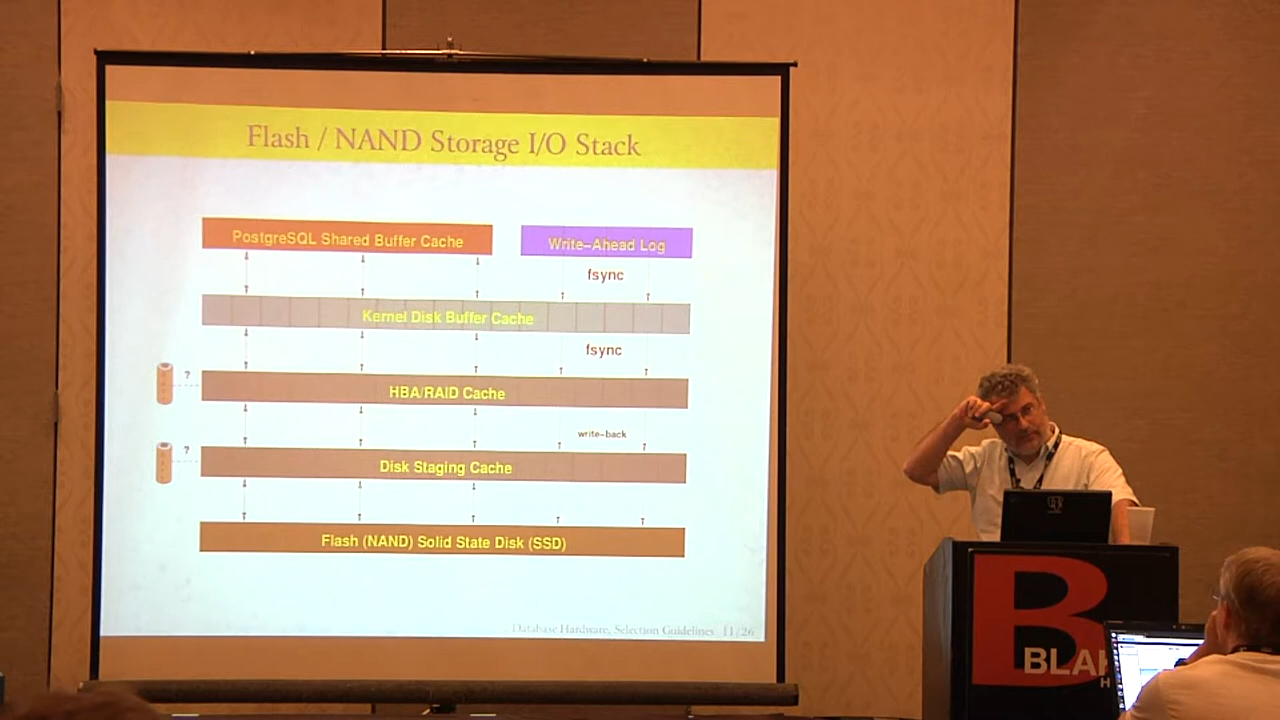 Flash / NAND Storage I/O Stack
PostgreSQL Shared Buffer Cache
Write-Ahead Log
fsync
Kernel Disk Buffer Cache
fsync
?
HBA/RAID Cache
write-back
?
Disk Staging Cache
Flash (NAND) Solid State Disk (SSD)
Database Hardware, Selection Guidelines 11/26
B
BLA
H